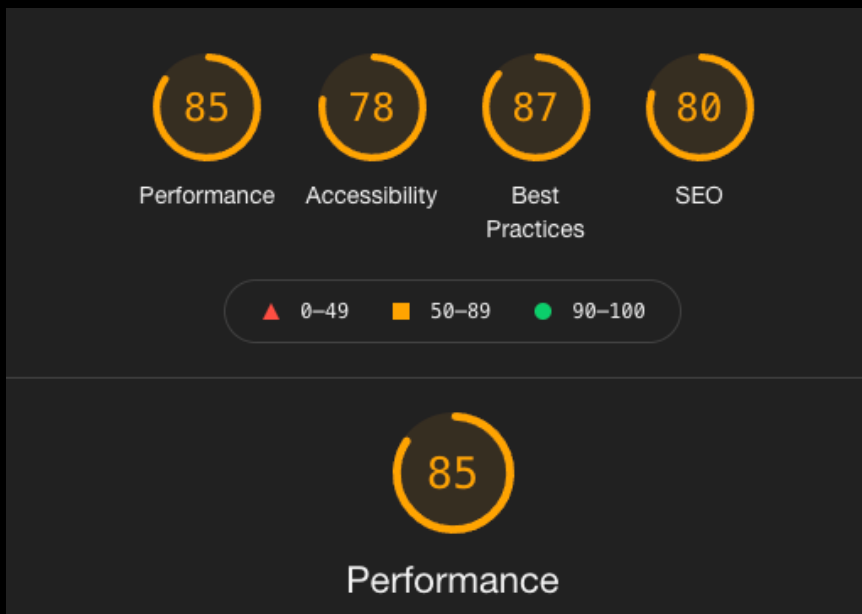 85 78 87 80
Performance Accessibility Best Practices SEO
0–49 50–89 90–100
85
Performance